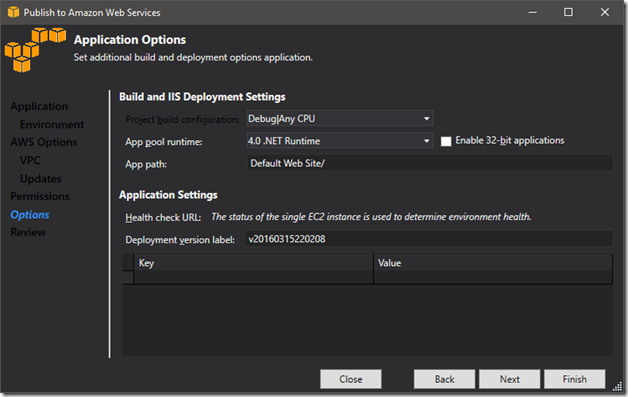 Publish to Amazon Web Services
Application Options
Set additional build and deployment options application.
Application
Environment
AWS Options
VPC
Updates
Permissions
Options
Review
Build and IIS Deployment Settings
Project build configuration: Debug|Any CPU
App pool runtime: 4.0 .NET Runtime Enable 32-bit applications
App path: Default Web Site/
Application Settings
Health check URL: The status of the single EC2 instance is used to determine environment health.
Deployment version label: v20160315220208
Key Value
Close Back Next Finish